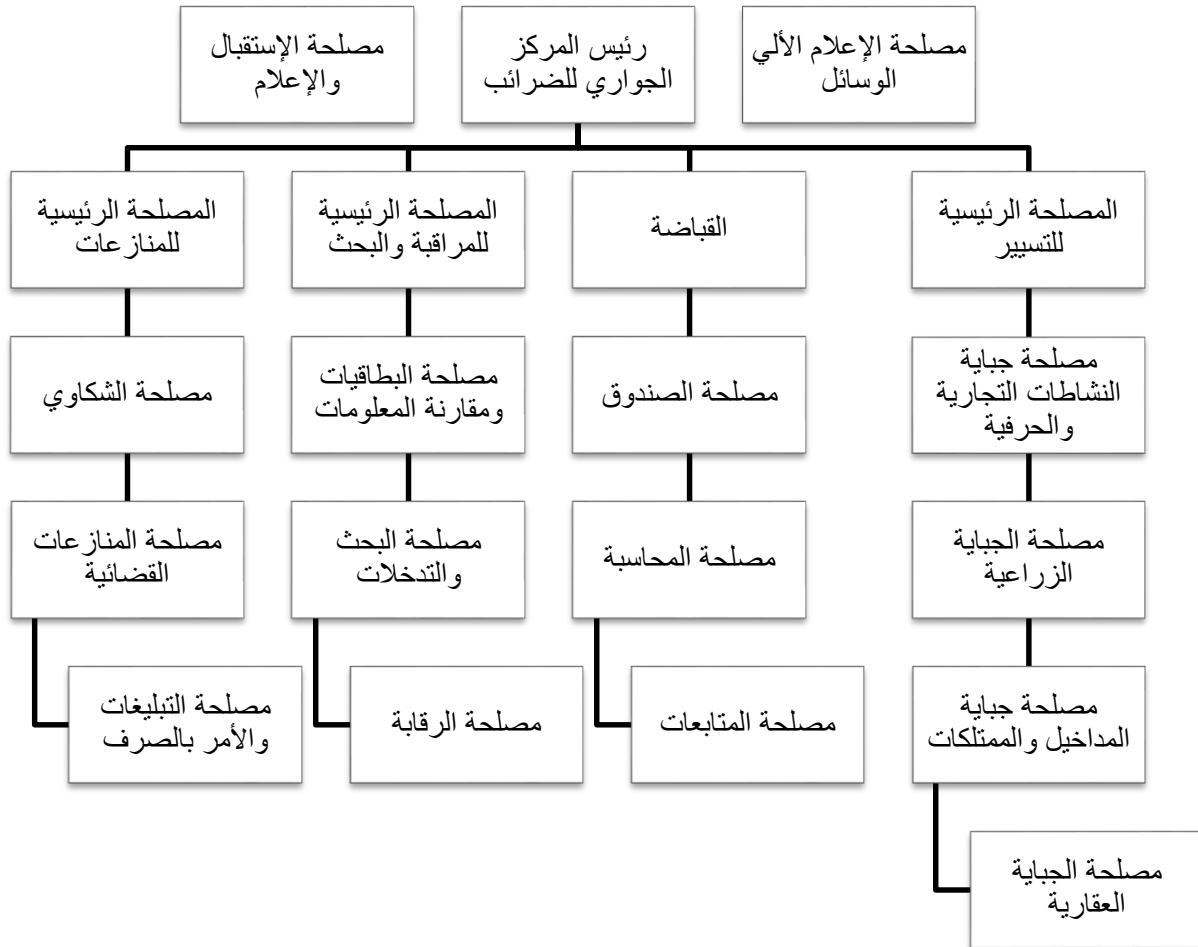 مصلحة الإعلام الألي
الوسائل
رئيس المركز
الجواري للضرائب
مصلحة الإستقبال
والإعلام
المصلحة الرئيسية
للتسيير
القباضة
المصلحة الرئيسية
للمراقبة والبحث
المصلحة الرئيسية
للمنازعات
مصلحة جباية
النشاطات التجارية
والحرفية
مصلحة الصندوق
مصلحة البطاقيات
ومقارنة المعلومات
مصلحة الشكاوي
مصلحة الجباية
الزراعية
مصلحة المحاسبة
مصلحة البحث
والتدخلات
مصلحة المنازعات
القضائية
مصلحة جباية
المداخيل والممتلكات
مصلحة المتابعات
مصلحة الرقابة
مصلحة التبليغات
والأمر بالصرف
مصلحة الجباية
العقارية